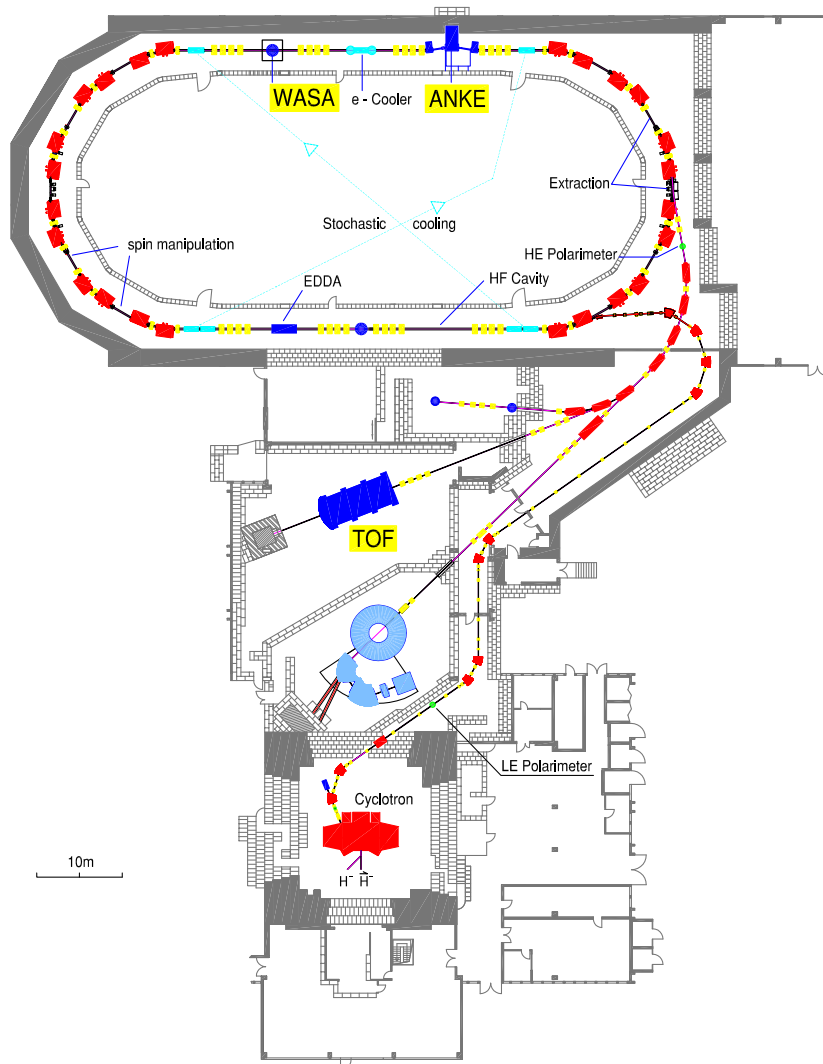 WASA
e - Cooler
ANKE
Extraction
Stochastic cooling
spin manipulation
HE Polarimeter
EDDA
HF Cavity
TOF
LE Polarimeter
Cyclotron
10m
H⁻ H⃗⁻